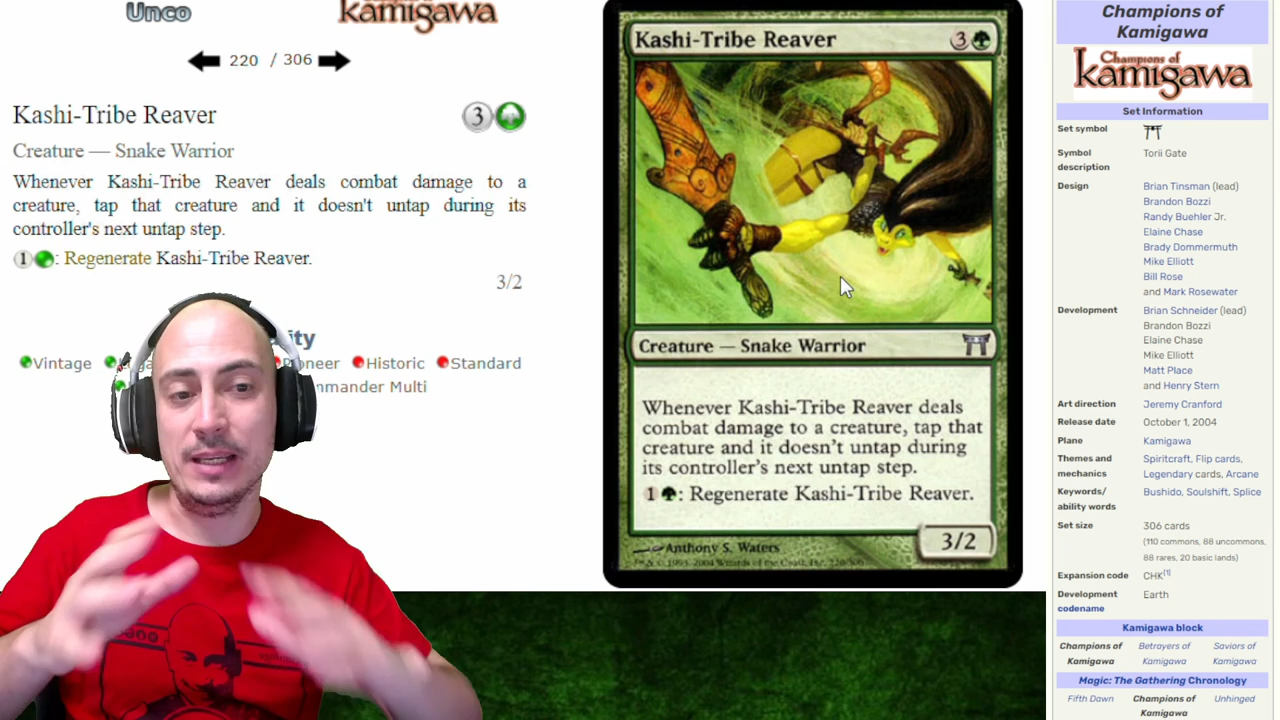 Unco
kamigawa
220 / 306
Kashi-Tribe Reaver
3
Creature — Snake Warrior
Whenever Kashi-Tribe Reaver deals combat damage to a
creature, tap that creature and it doesn't untap during its
controller's next untap step.
1 : Regenerate Kashi-Tribe Reaver.
3/2
ity
Vintage
Historic
Standard
mmander Multi
Kashi-Tribe Reaver
3
Creature — Snake Warrior
Whenever Kashi-Tribe Reaver deals
combat damage to a creature, tap that
creature and it doesn't untap during
its controller's next untap step.
1 : Regenerate Kashi-Tribe Reaver.
3/2
Anthony S. Waters
Champions of
Kamigawa
Champions of
kamigawa
Set Information
Set symbol
Symbol description Torii Gate
Design Brian Tinsman (lead)
Brandon Bozzi
Randy Buehler Jr.
Elaine Chase
Brady Dommermuth
Mike Elliott
Bill Rose
and Mark Rosewater
Development Brian Schneider (lead)
Brandon Bozzi
Elaine Chase
Mike Elliott
Matt Place
and Henry Stern
Art direction Jeremy Cranford
Release date October 1, 2004
Plane Kamigawa
Themes and Spiritcraft, Flip cards,
mechanics Legendary cards, Arcane
Keywords/ Bushido, Soulshift, Splice
ability words
Set size 306 cards
(110 commons, 88 uncommons,
88 rares, 20 basic lands)
Expansion code CHK[1]
Development Earth
codename
Kamigawa block
Champions of Betrayers of Saviors of
Kamigawa Kamigawa Kamigawa
Magic: The Gathering Chronology
Fifth Dawn Champions of Unhinged
Kamigawa